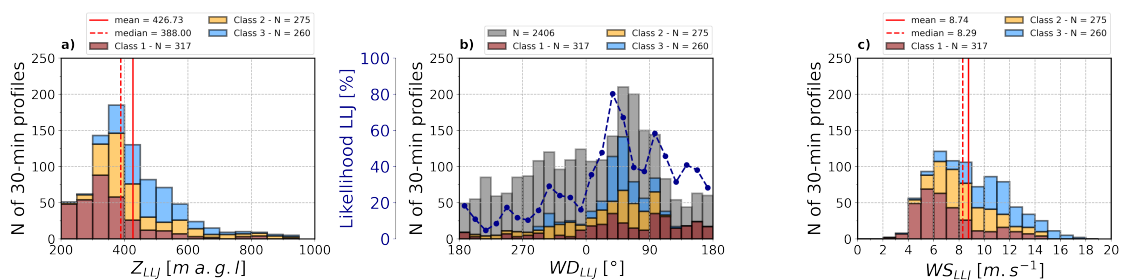 mean = 426.73
median = 388.00
Class 1 - N = 317
Class 2 - N = 275
Class 3 - N = 260
a)
N of 30-min profiles
250
200
150
100
50
0
200 400 600 800 1000
Z_LLJ [m a. g. l]
N = 2406
Class 1 - N = 317
Class 2 - N = 275
Class 3 - N = 260
b)
Likellihood LLJ [%]
100
80
60
40
20
0
N of 30-min profiles
250
200
150
100
50
0
180 270 0 90 180
WD_LLJ [°]
mean = 8.74
median = 8.29
Class 1 - N = 317
Class 2 - N = 275
Class 3 - N = 260
c)
N of 30-min profiles
250
200
150
100
50
0
0 2 4 6 8 10 12 14 16 18 20
WS_LLJ [m. s⁻¹]